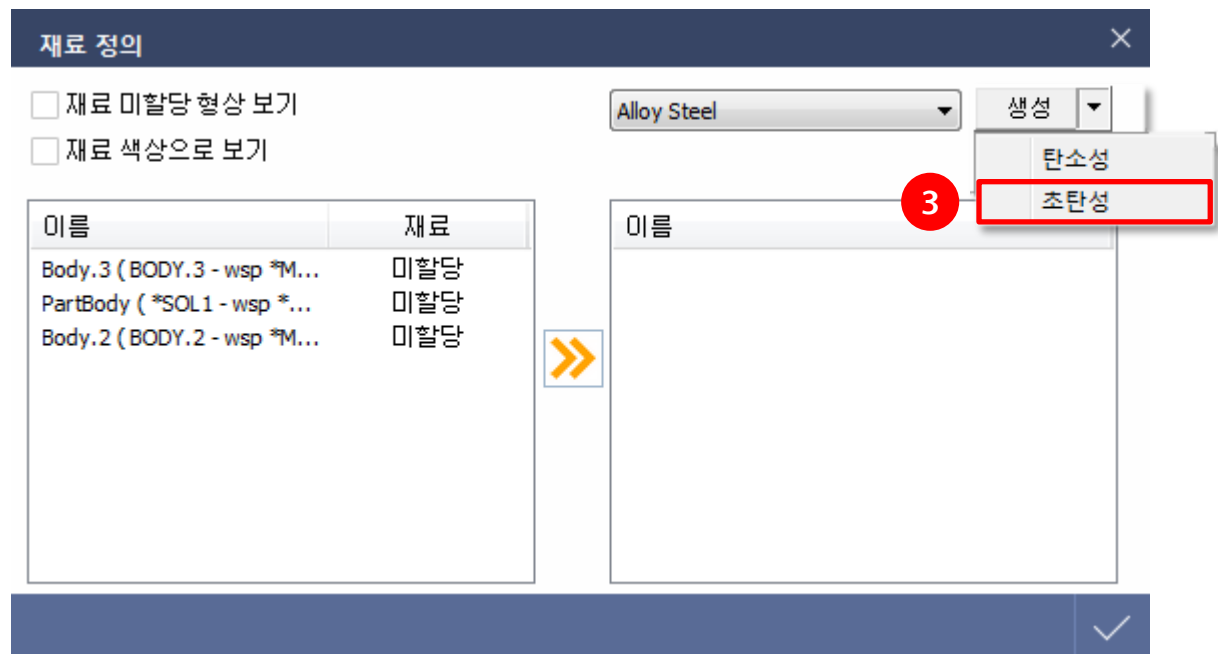 재료 정의
재료 미할당 형상 보기
Alloy Steel
생성
재료 색상으로 보기
탄소성
3
초탄성
이름 재료
이름
Body.3 ( BODY.3 - wsp *M... 미할당
PartBody ( *SOL1 - wsp *... 미할당
Body.2 ( BODY.2 - wsp *M... 미할당